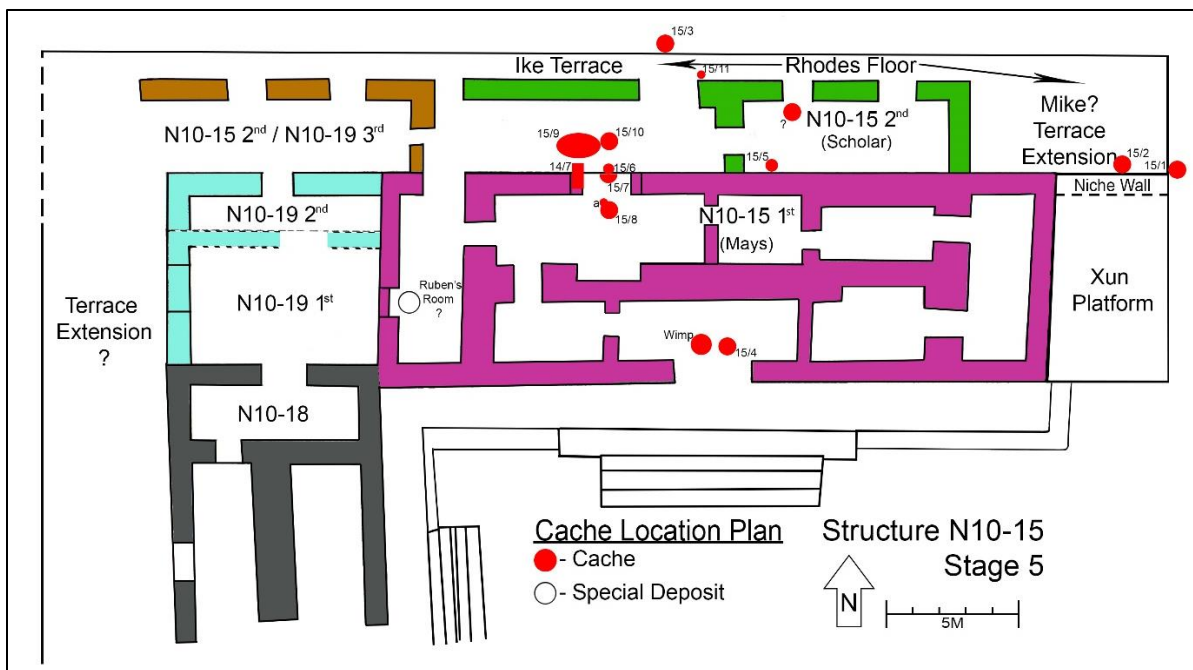 15/3
Ike Terrace
Rhodes Floor
15/11
Mike?
Terrace
Extension
N10-15 2nd / N10-19 3rd
15/9
15/10
?
N10-15 2nd
(Scholar)
14/7
15/6
15/7
15/5
15/2
15/1
Niche Wall
N10-19 2nd
a
15/8
N10-15 1st
(Mays)
Terrace
Extension
?
N10-19 1st
Ruben's
Room
?
Xun
Platform
Wimp
15/4
N10-18
Cache Location Plan
- Cache
- Special Deposit
Structure N10-15
Stage 5
N
5M